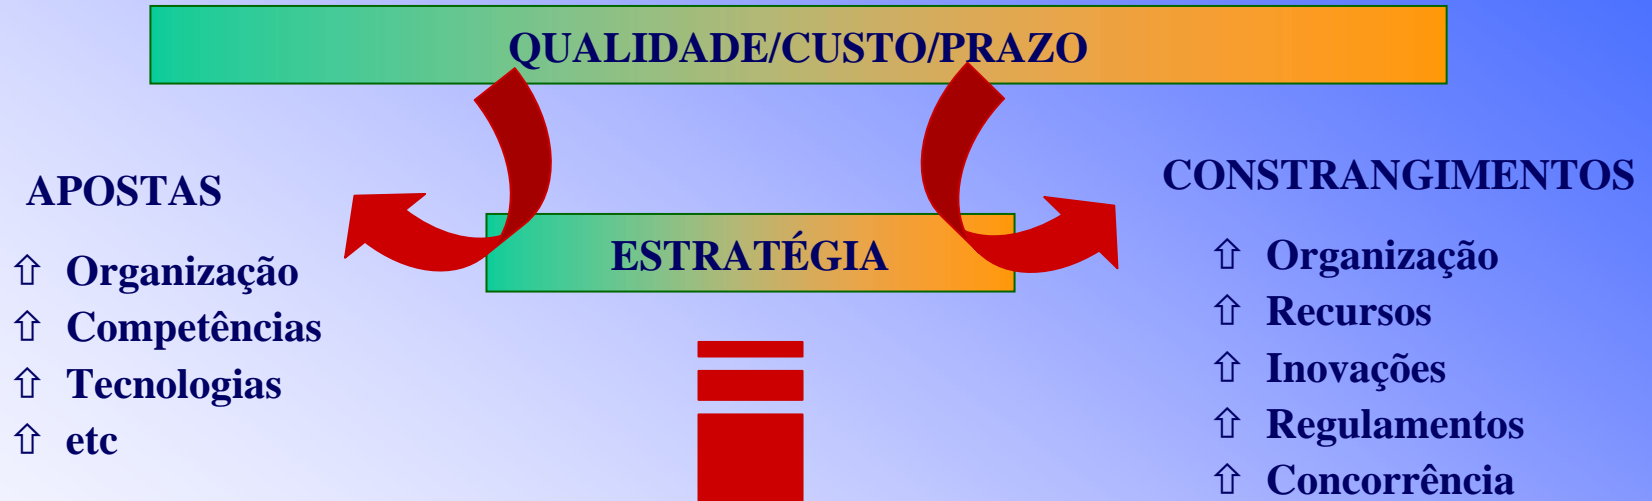 QUALIDADE/CUSTO/PRAZO
APOSTAS
⇧ Organização
⇧ Competências
⇧ Tecnologias
⇧ etc
ESTRATÉGIA
CONSTRANGIMENTOS
⇧ Organização
⇧ Recursos
⇧ Inovações
⇧ Regulamentos
⇧ Concorrência